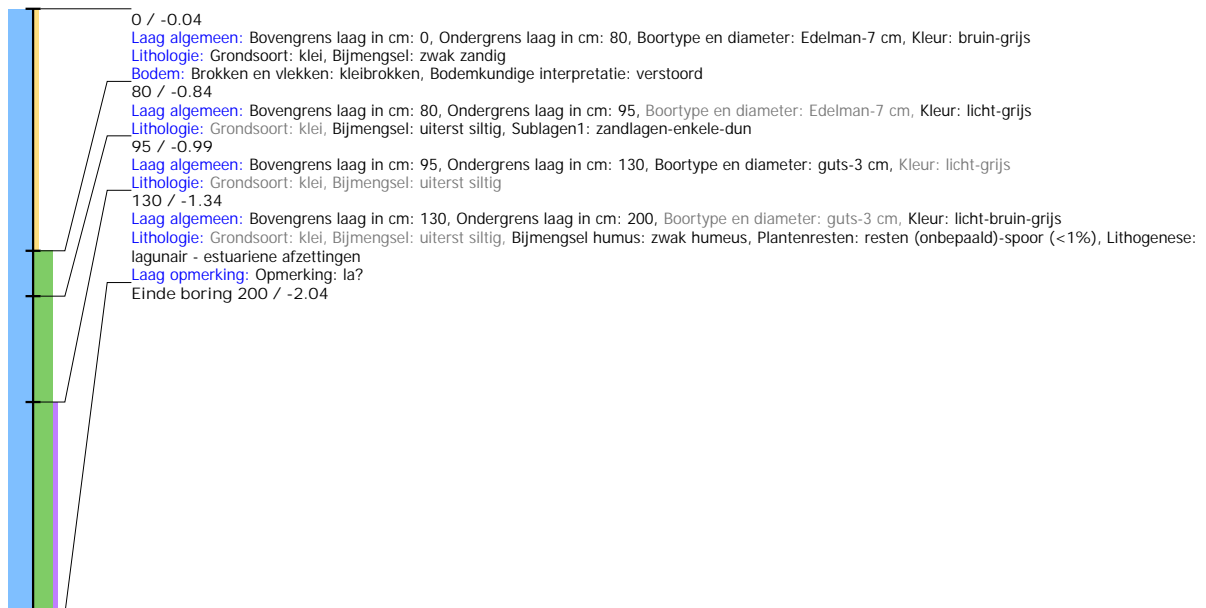 0 / -0.04
Laag algemeen: Bovengrens laag in cm: 0, Ondergrens laag in cm: 80, Boortype en diameter: Edelman-7 cm, Kleur: bruin-grijs
Lithologie: Grondsoort: klei, Bijmengsel: zwak zandig
Bodem: Brokken en vlekken: kleibrokken, Bodemkundige interpretatie: verstoord
80 / -0.84
Laag algemeen: Bovengrens laag in cm: 80, Ondergrens laag in cm: 95, Boortype en diameter: Edelman-7 cm, Kleur: licht-grijs
Lithologie: Grondsoort: klei, Bijmengsel: uiterst siltig, Sublagen1: zandlagen-enkele-dun
95 / -0.99
Laag algemeen: Bovengrens laag in cm: 95, Ondergrens laag in cm: 130, Boortype en diameter: guts-3 cm, Kleur: licht-grijs
Lithologie: Grondsoort: klei, Bijmengsel: uiterst siltig
130 / -1.34
Laag algemeen: Bovengrens laag in cm: 130, Ondergrens laag in cm: 200, Boortype en diameter: guts-3 cm, Kleur: licht-bruin-grijs
Lithologie: Grondsoort: klei, Bijmengsel: uiterst siltig, Bijmengsel humus: zwak humeus, Plantenresten: resten (onbepaald)-spoor (<1%), Lithogenese:
lagunair - estuariene afzettingen
Laag opmerking: Opmerking: la?
Einde boring 200 / -2.04